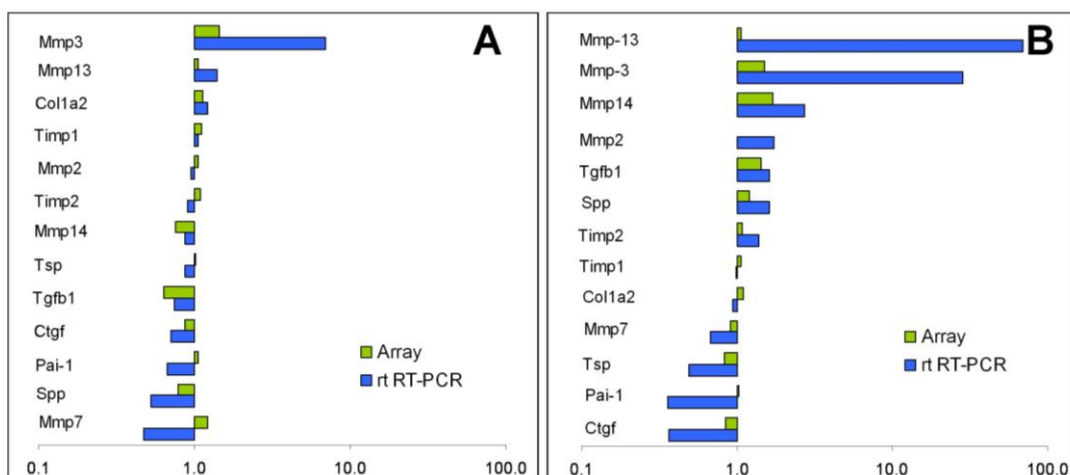 A
Mmp3
Mmp13
Col1a2
Timp1
Mmp2
Timp2
Mmp14
Tsp
Tgfb1
Ctgf
Pai-1
Spp
Mmp7
Array
rt RT-PCR
0.1 1.0 10.0 100.0
B
Mmp-13
Mmp-3
Mmp14
Mmp2
Tgfb1
Spp
Timp2
Timp1
Col1a2
Mmp7
Tsp
Pai-1
Ctgf
Array
rt RT-PCR
0.1 1.0 10.0 100.0